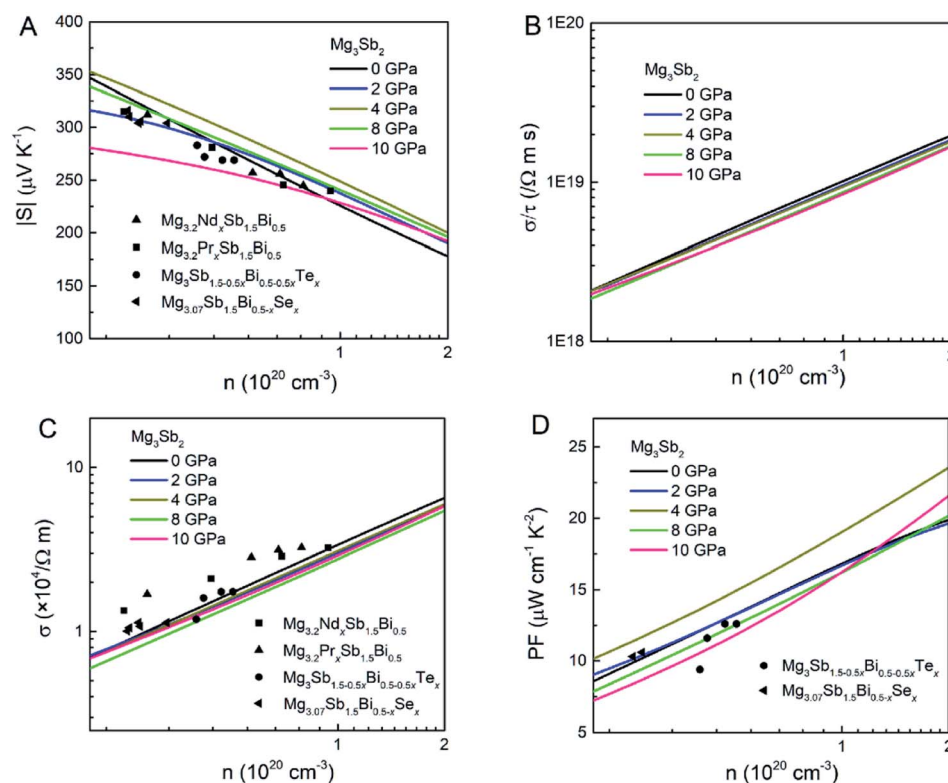 A
400
350
300
250
200
150
100
|S| (µV K⁻¹)
Mg₃Sb₂
0 GPa
2 GPa
4 GPa
8 GPa
10 GPa
Mg₃.₂NdₓSb₁.₅Bi₀.₅
Mg₃.₂PrₓSb₁.₅Bi₀.₅
Mg₃Sb₁.₅₋₀.₅ₓBi₀.₅₋₀.₅ₓTeₓ
Mg₃.₀₇Sb₁.₅Bi₀.₅₋ₓSeₓ
1 2
n (10²⁰ cm⁻³)
B
1E20
1E19
1E18
σ/τ (/Ω m s)
Mg₃Sb₂
0 GPa
2 GPa
4 GPa
8 GPa
10 GPa
1 2
n (10²⁰ cm⁻³)
C
10
1
σ (×10⁴/Ω m)
Mg₃Sb₂
0 GPa
2 GPa
4 GPa
8 GPa
10 GPa
Mg₃.₂NdₓSb₁.₅Bi₀.₅
Mg₃.₂PrₓSb₁.₅Bi₀.₅
Mg₃Sb₁.₅₋₀.₅ₓBi₀.₅₋₀.₅ₓTeₓ
Mg₃.₀₇Sb₁.₅Bi₀.₅₋ₓSeₓ
1 2
n (10²⁰ cm⁻³)
D
25
20
15
10
5
PF (µW cm⁻¹ K⁻²)
Mg₃Sb₂
0 GPa
2 GPa
4 GPa
8 GPa
10 GPa
Mg₃Sb₁.₅₋₀.₅ₓBi₀.₅₋₀.₅ₓTeₓ
Mg₃.₀₇Sb₁.₅Bi₀.₅₋ₓSeₓ
1 2
n (10²⁰ cm⁻³)